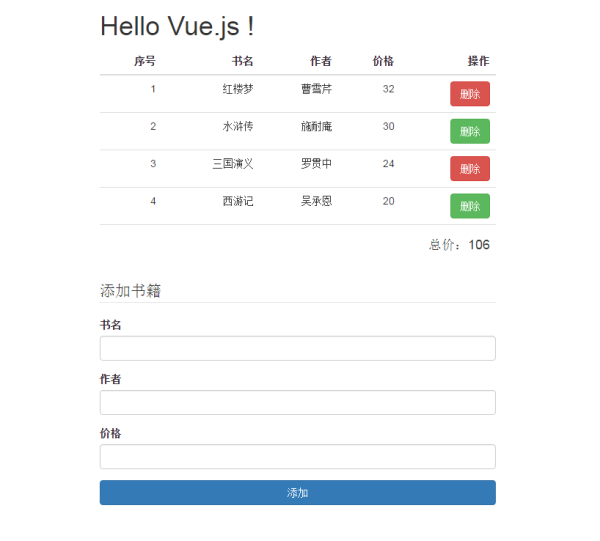 Hello Vue.js !
序号 书名 作者 价格 操作
1 红楼梦 曹雪芹 32 删除
2 水浒传 施耐庵 30 删除
3 三国演义 罗贯中 24 删除
4 西游记 吴承恩 20 删除
总价：106
添加书籍
书名
作者
价格
添加